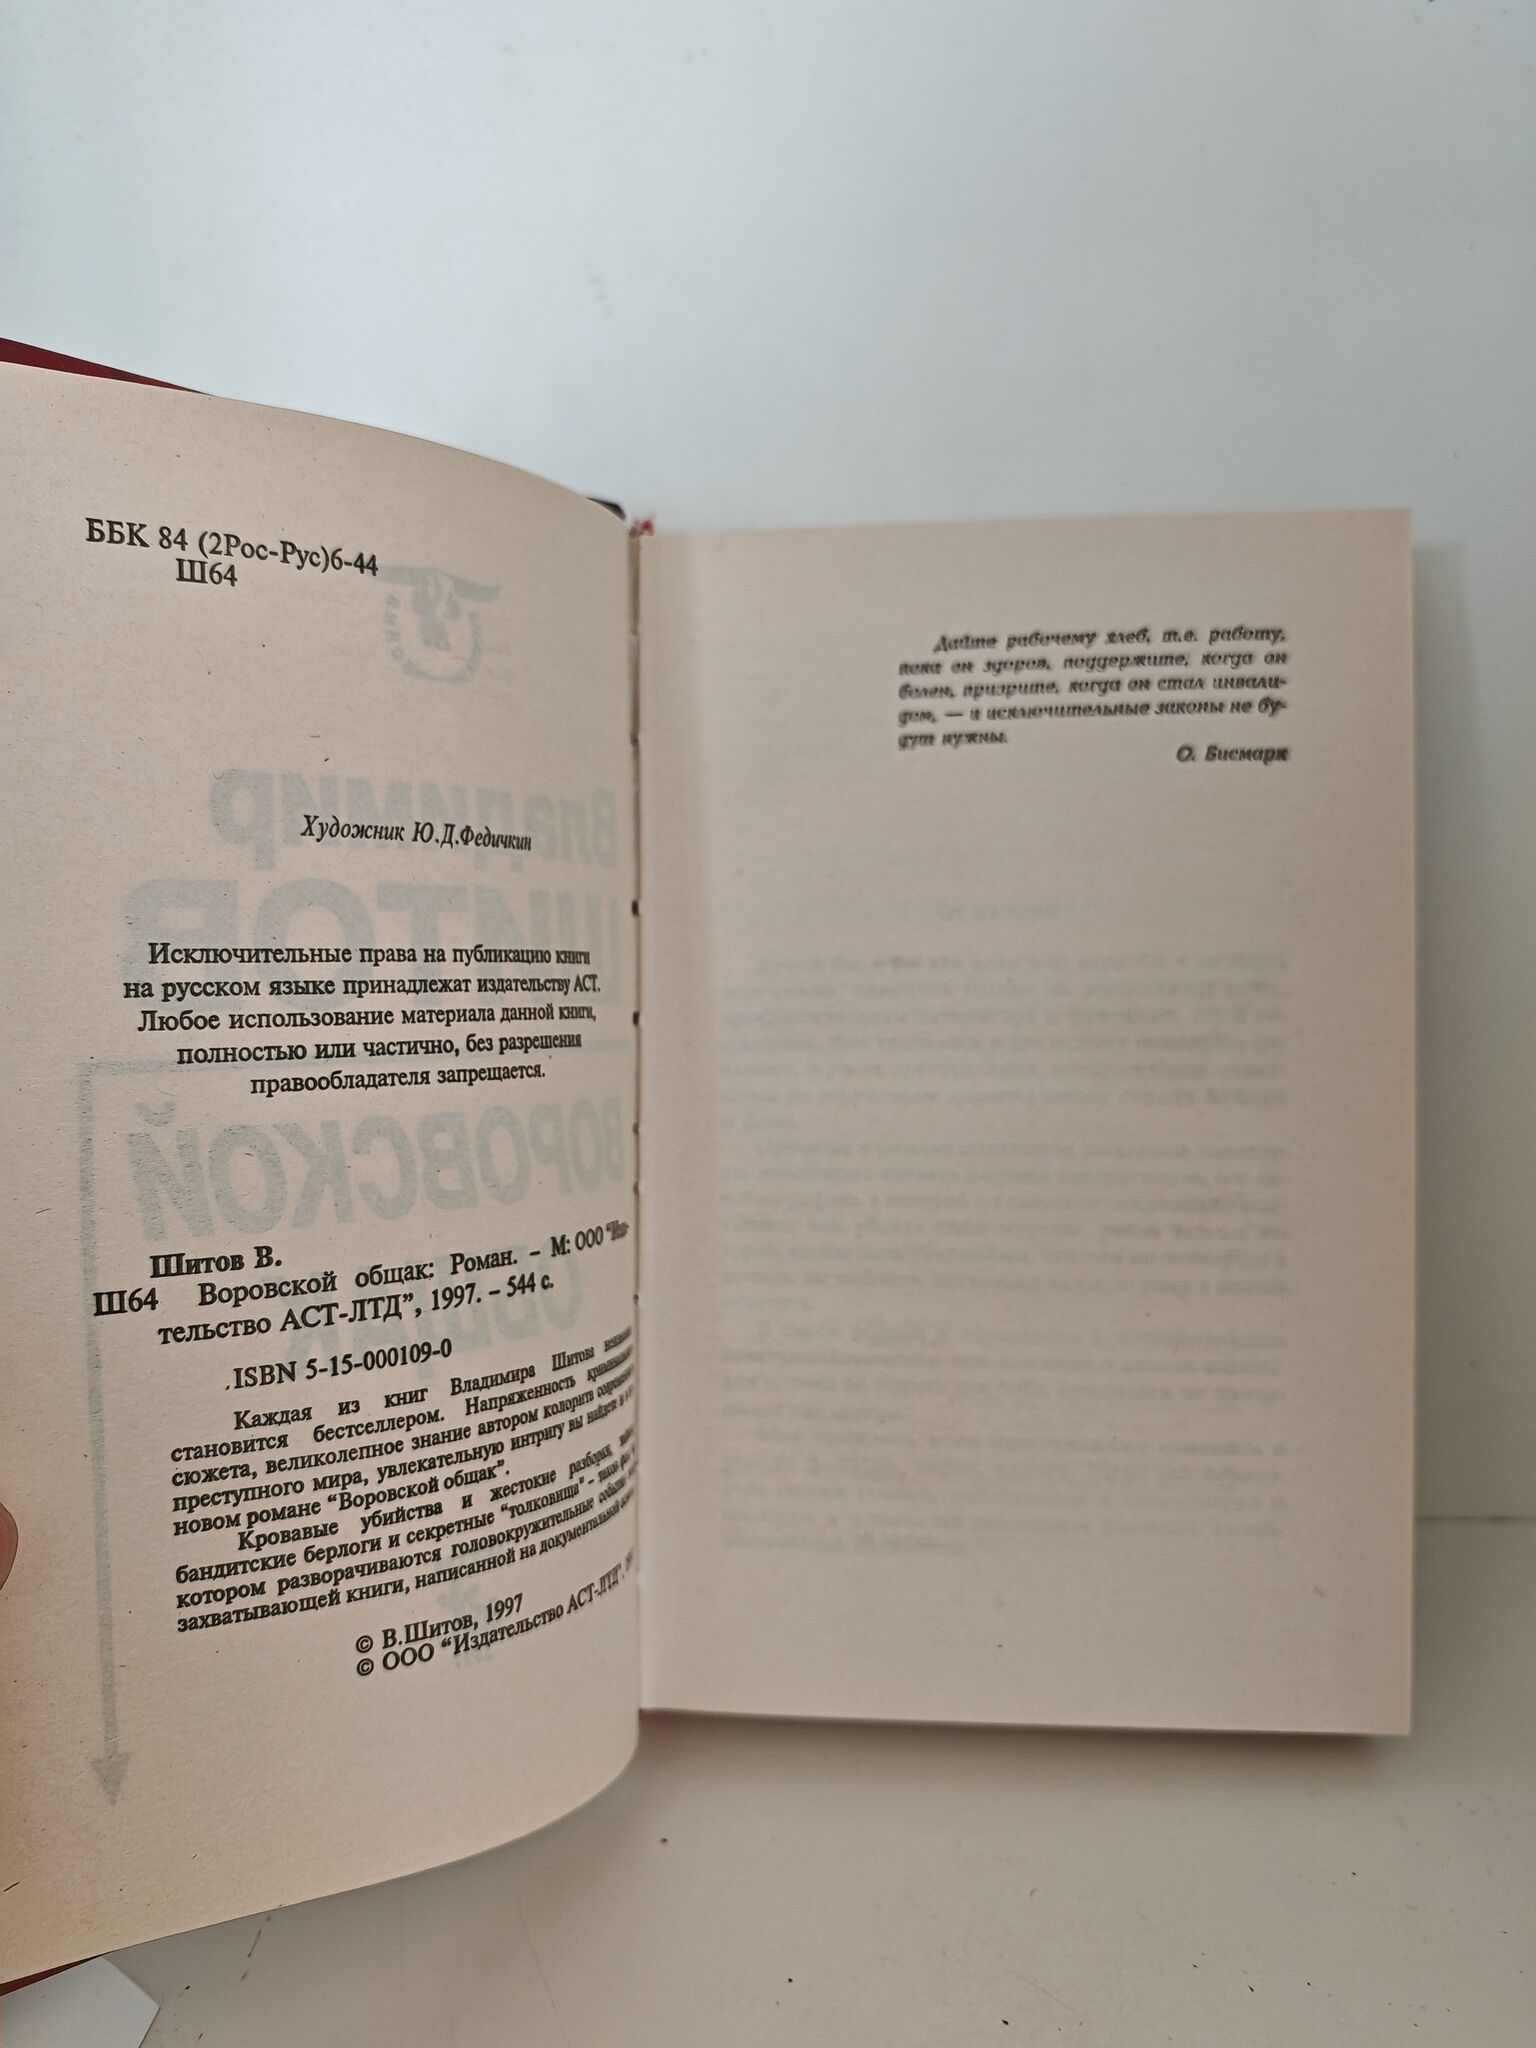 ББК 84 (2Рос-Рус)6-44
Ш64
Художник Ю.Д.Федичкин
Исключительные права на публикацию книги
на русском языке принадлежат издательству АСТ.
Любое использование материала данной книги,
полностью или частично, без разрешения
правообладателя запрещается.
Шитов В.
Ш64 Воровской общак: Роман. – М: ООО "Изда-
тельство АСТ-ЛТД", 1997. – 544 с.
ISBN 5-15-000109-0
Каждая из книг Владимира Шитова
становится бестселлером. Напряженность
сюжета, великолепное знание автором колорита
преступного мира, увлекательную интригу вы найдете в
новом романе "Воровской общак".
Кровавые убийства и жестокие разборки,
бандитские берлоги и секретные "толковища" –
котором разворачиваются головокружительные события
захватывающей книги, написанной на документальной
© В.Шитов, 1997
© ООО "Издательство АСТ-ЛТД",
Дайте рабочему хлеб, т.е. работу,
пока он здоров, поддержите, когда он
болен, призрите, когда он стал инвали-
дом, — и исключительные законы не бу-
дут нужны.
О. Бисмарк